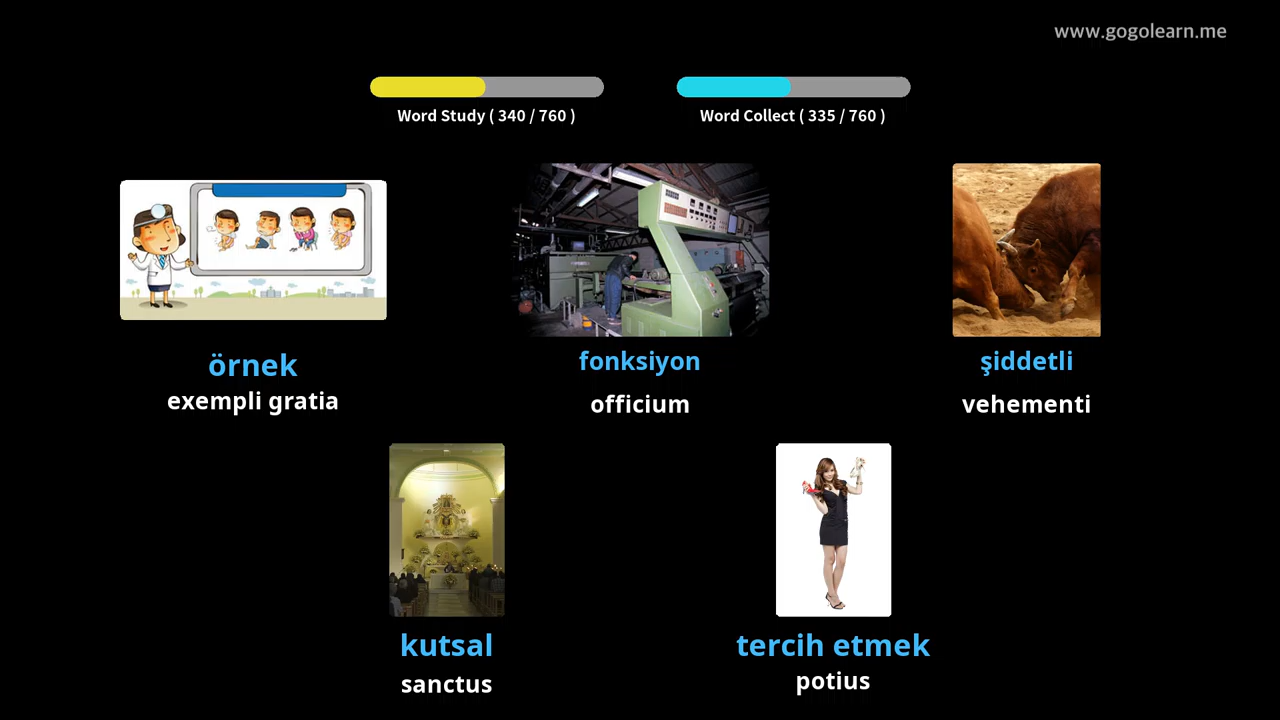 www.gogolearn.me
Word Study ( 340 / 760 )
Word Collect ( 335 / 760 )
örnek
exempli gratia
fonksiyon
officium
şiddetli
vehementi
kutsal
sanctus
tercih etmek
potius